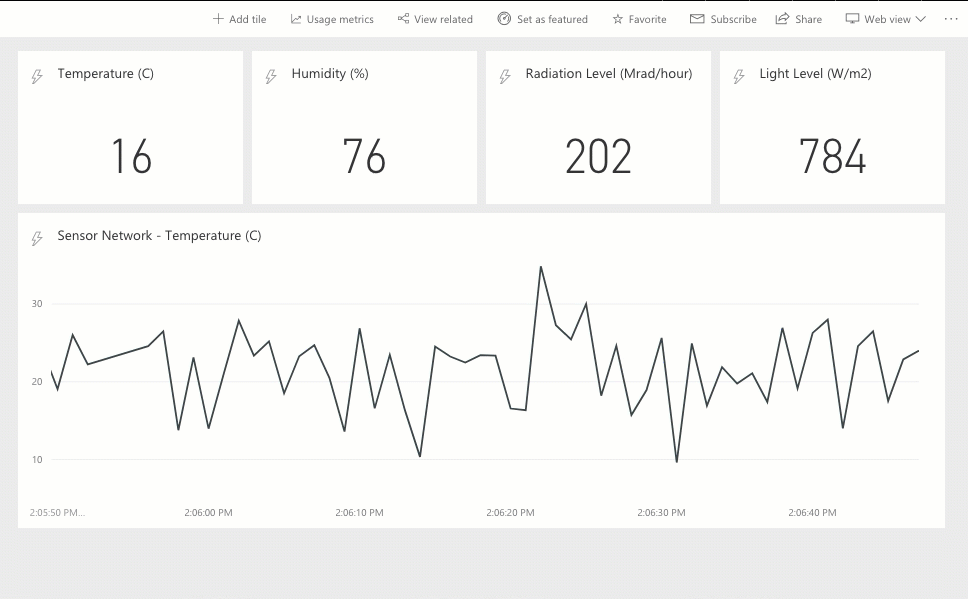 Add tile Usage metrics View related Set as featured Favorite Subscribe Share Web view ...
Temperature (C) Humidity (%) Radiation Level (Mrad/hour) Light Level (W/m2)
16 76 202 784
Sensor Network - Temperature (C)
30
20
10
2:05:50 PM... 2:06:00 PM 2:06:10 PM 2:06:20 PM 2:06:30 PM 2:06:40 PM